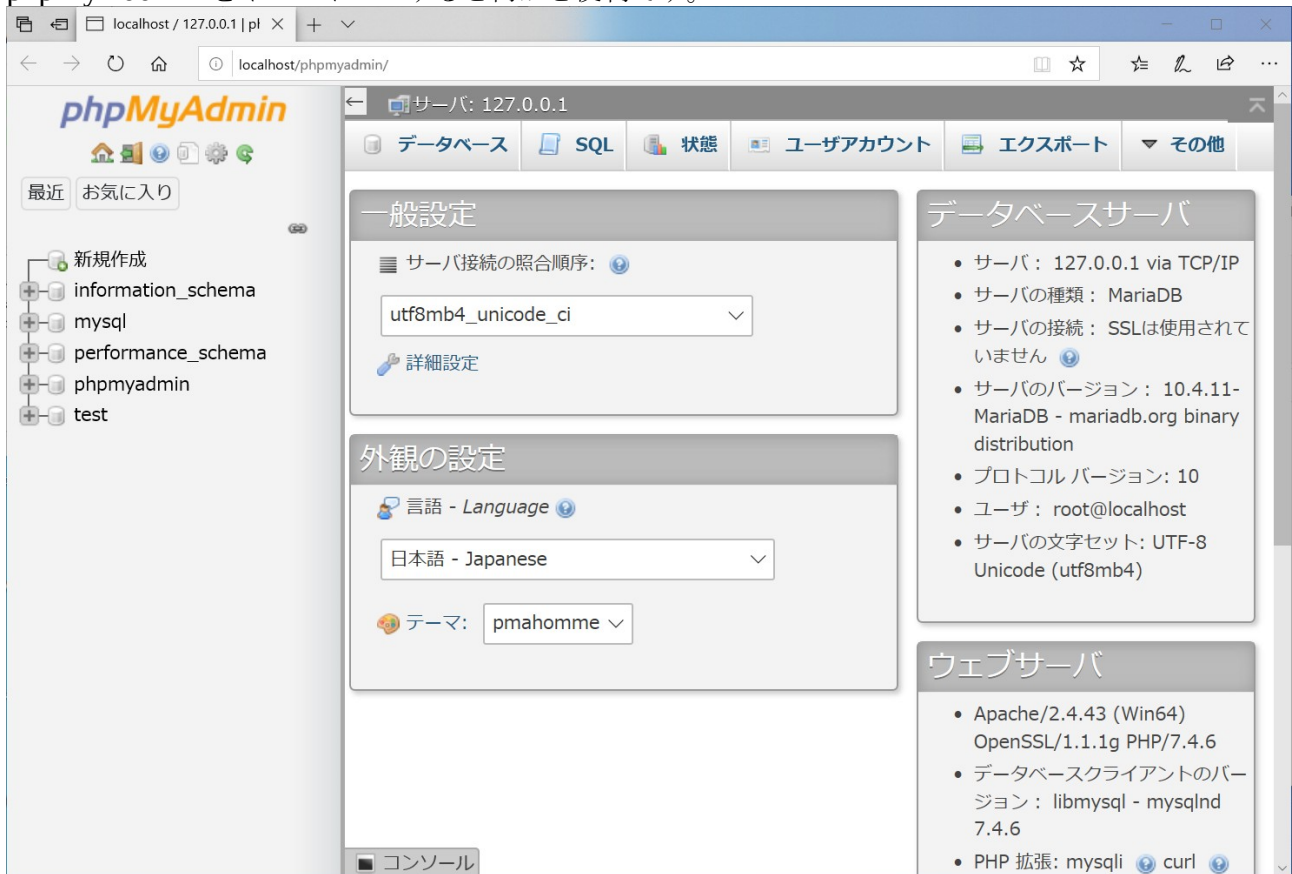 localhost / 127.0.0.1 | pl
localhost/phpmyadmin/
phpMyAdmin
最近 お気に入り
新規作成
information_schema
mysql
performance_schema
phpmyadmin
test
サーバ: 127.0.0.1
データベース SQL 状態 ユーザアカウント エクスポート その他
一般設定
サーバ接続の照合順序:
utf8mb4_unicode_ci
詳細設定
外観の設定
言語 - Language
日本語 - Japanese
テーマ: pmahomme
データベースサーバ
サーバ： 127.0.0.1 via TCP/IP
サーバの種類： MariaDB
サーバの接続： SSLは使用されて
いません
サーバのバージョン： 10.4.11-
MariaDB - mariadb.org binary
distribution
プロトコル バージョン: 10
ユーザ： root@localhost
サーバの文字セット: UTF-8
Unicode (utf8mb4)
ウェブサーバ
Apache/2.4.43 (Win64)
OpenSSL/1.1.1g PHP/7.4.6
データベースクライアントのバー
ジョン： libmysql - mysqlnd
7.4.6
PHP 拡張: mysqli curl
コンソール